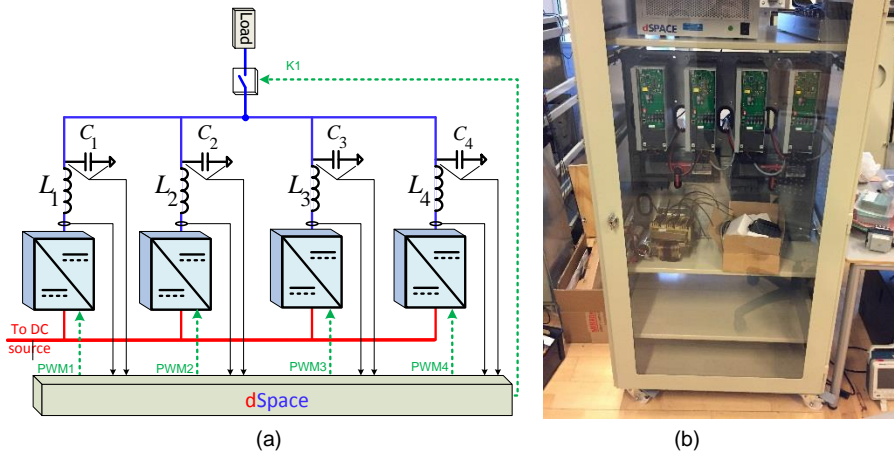 Load
K1
C1
C2
C3
C4
L1
L2
L3
L4
To DC
source
PWM1
PWM2
PWM3
PWM4
dSpace
(a)
dSPACE
(b)